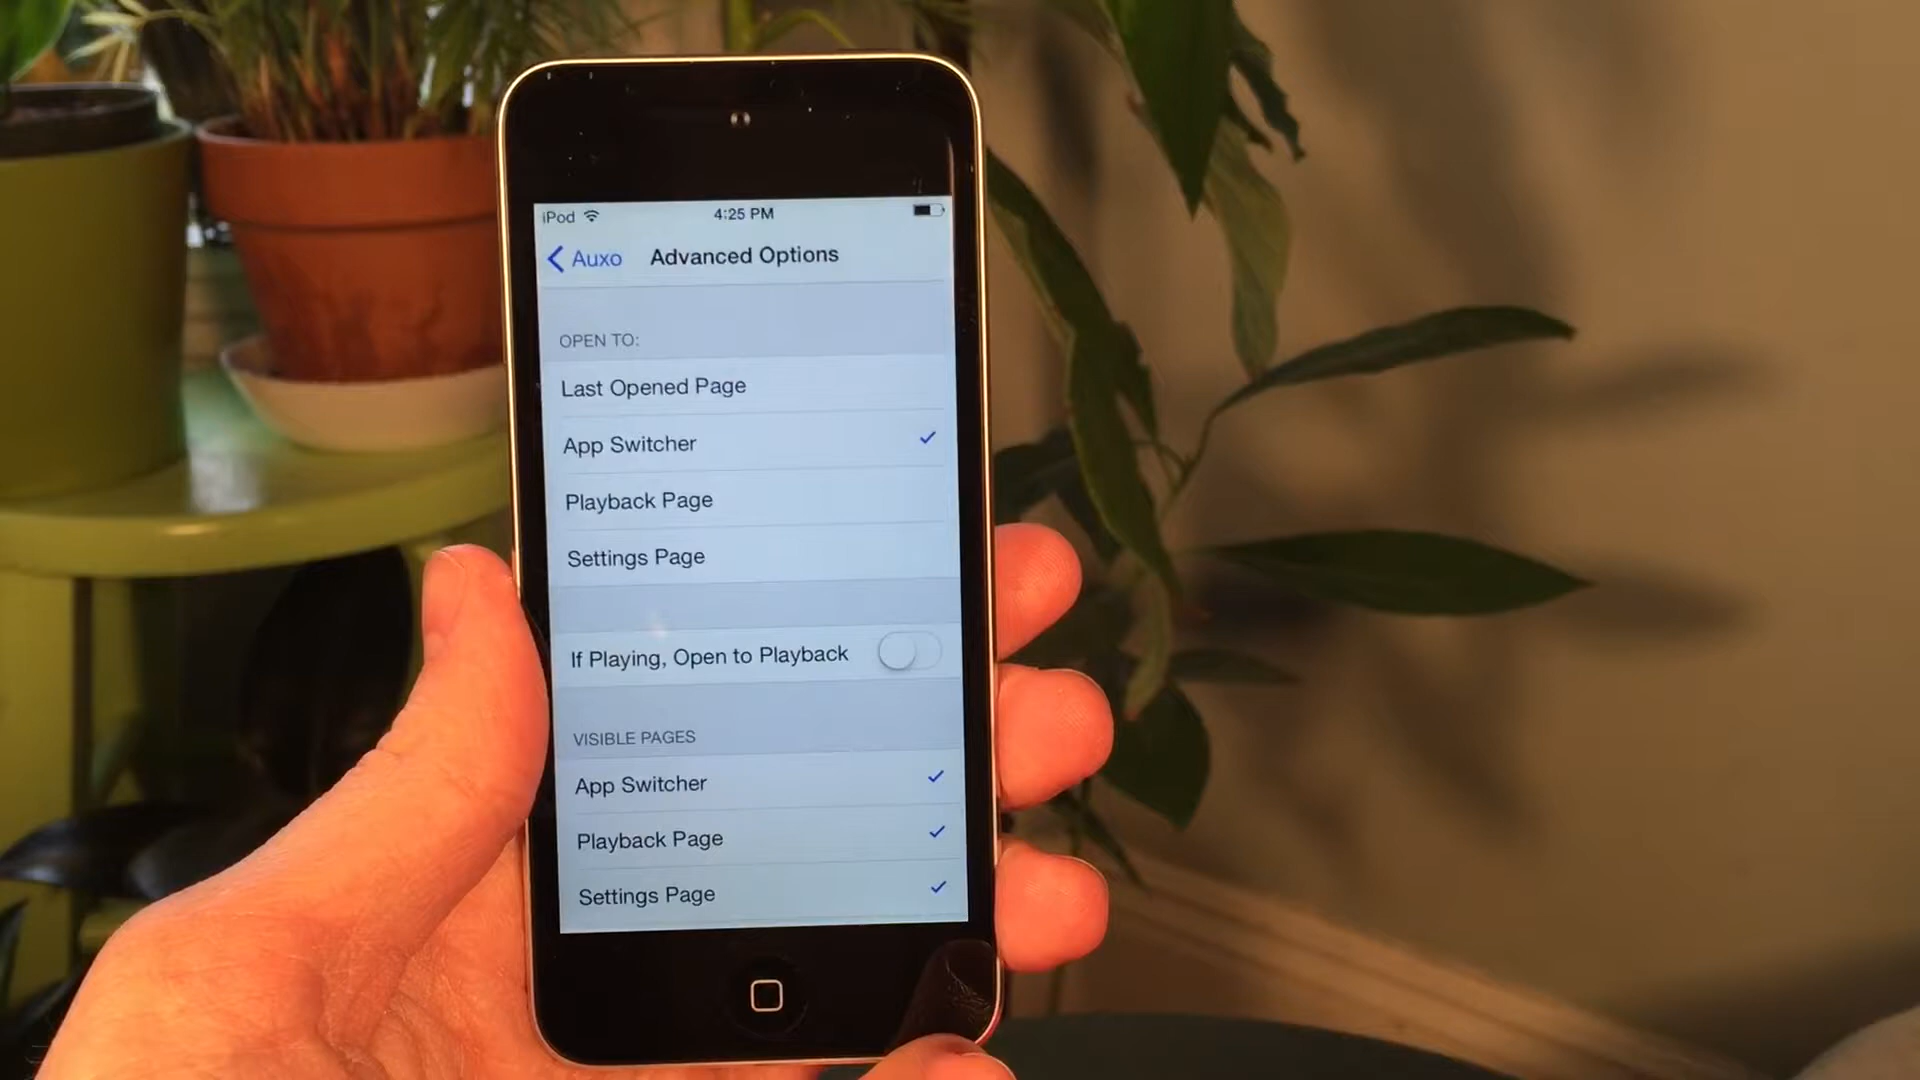 iPod 4:25 PM
Auxo Advanced Options
OPEN TO:
Last Opened Page
App Switcher
Playback Page
Settings Page
If Playing, Open to Playback
VISIBLE PAGES
App Switcher
Playback Page
Settings Page